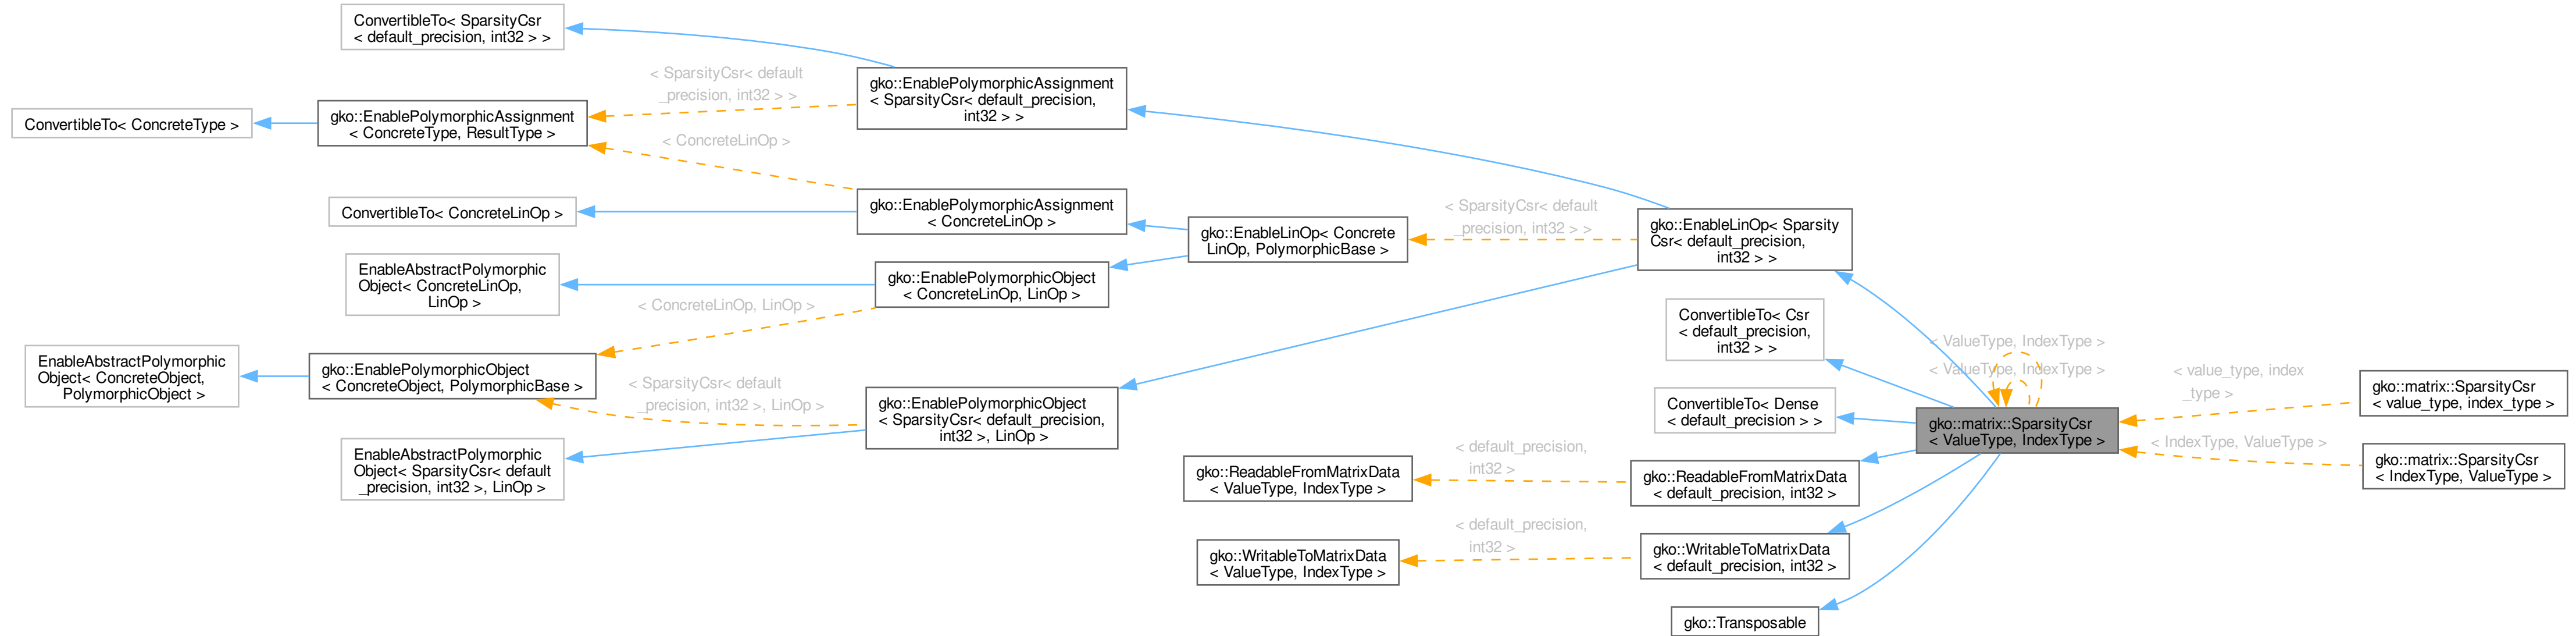 ConvertibleTo< SparsityCsr
< default_precision, int32 > >
ConvertibleTo< ConcreteType >
gko::EnablePolymorphicAssignment
< ConcreteType, ResultType >
ConvertibleTo< ConcreteLinOp >
EnableAbstractPolymorphic
Object< ConcreteLinOp,
LinOp >
EnableAbstractPolymorphic
Object< ConcreteObject,
PolymorphicObject >
gko::EnablePolymorphicObject
< ConcreteObject, PolymorphicBase >
EnableAbstractPolymorphic
Object< SparsityCsr< default
_precision, int32 >, LinOp >
< SparsityCsr< default
_precision, int32 > >
< ConcreteLinOp >
< ConcreteLinOp, LinOp >
< SparsityCsr< default
_precision, int32 >, LinOp >
gko::EnablePolymorphicAssignment
< SparsityCsr< default_precision,
int32 > >
gko::EnablePolymorphicAssignment
< ConcreteLinOp >
gko::EnablePolymorphicObject
< ConcreteLinOp, LinOp >
gko::EnablePolymorphicObject
< SparsityCsr< default_precision,
int32 >, LinOp >
gko::EnableLinOp< Concrete
LinOp, PolymorphicBase >
< SparsityCsr< default
_precision, int32 > >
gko::EnableLinOp< Sparsity
Csr< default_precision,
int32 > >
ConvertibleTo< Csr
< default_precision,
int32 > >
ConvertibleTo< Dense
< default_precision > >
gko::ReadableFromMatrixData
< ValueType, IndexType >
< default_precision,
int32 >
gko::ReadableFromMatrixData
< default_precision, int32 >
gko::WritableToMatrixData
< ValueType, IndexType >
< default_precision,
int32 >
gko::WritableToMatrixData
< default_precision, int32 >
gko::Transposable
< ValueType, IndexType >
< ValueType, IndexType >
gko::matrix::SparsityCsr
< ValueType, IndexType >
< value_type, index
_type >
< IndexType, ValueType >
gko::matrix::SparsityCsr
< value_type, index_type >
gko::matrix::SparsityCsr
< IndexType, ValueType >